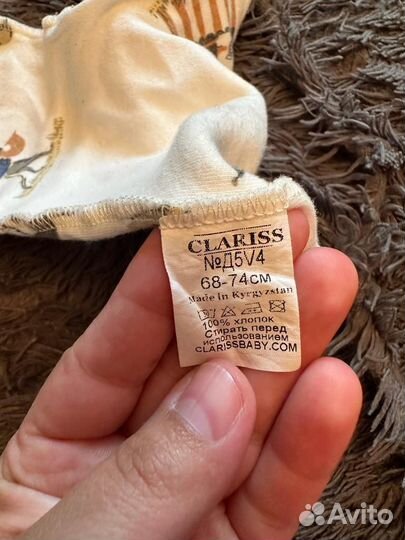 CLARISS
№Д5V4
68-74см
Made in Kyrgyzstan
100% хлопок
Стирать перед
использованием
CLARISSBABY.COM
Avito